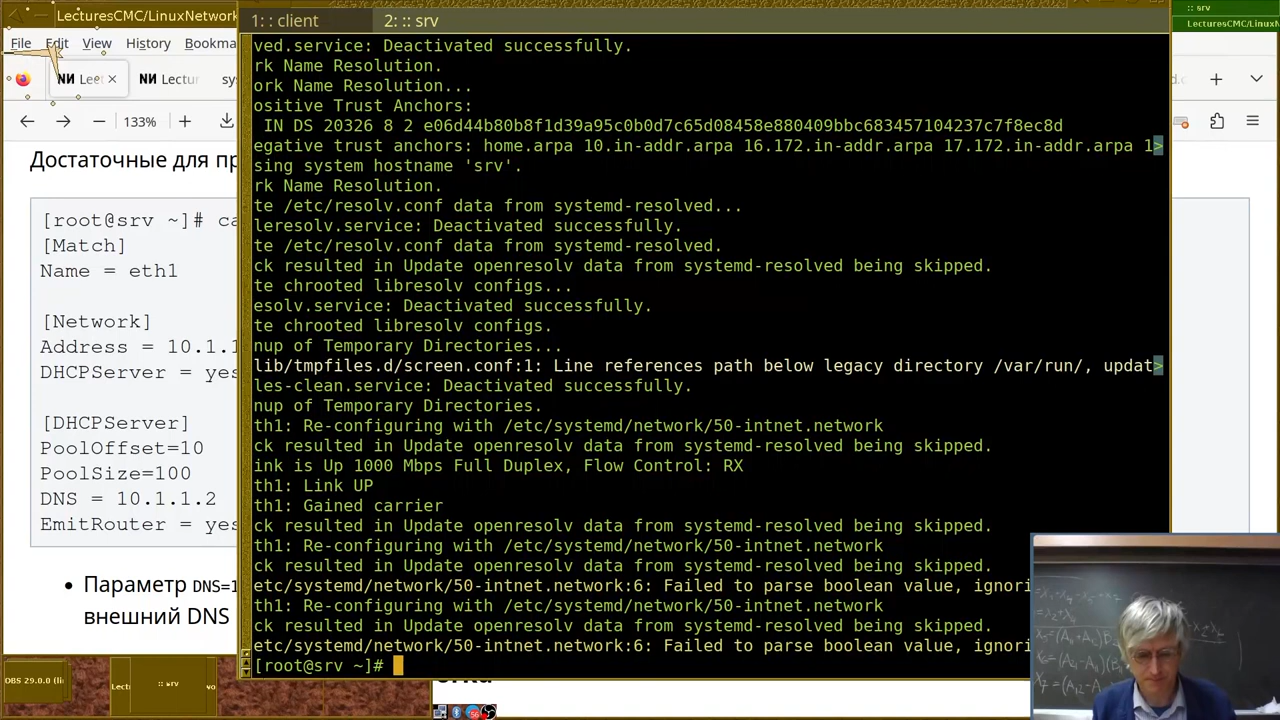 LecturesCMC/LinuxNetwork
1: : client
2: :: srv
:: srv
LecturesCMC/LinuxNetwork
File Edit View History Bookma
Lect
Lectur
133%
Достаточные для пр
[root@srv ~]# ca
[Match]
Name = eth1
[Network]
Address = 10.1.1
DHCPServer = yes
[DHCPServer]
PoolOffset=10
PoolSize=100
DNS = 10.1.1.2
EmitRouter = yes
• Параметр DNS=1
внешний DNS
ved.service: Deactivated successfully.
rk Name Resolution.
ork Name Resolution...
ositive Trust Anchors:
IN DS 20326 8 2 e06d44b80b8f1d39a95c0b0d7c65d08458e880409bbc683457104237c7f8ec8d
egative trust anchors: home.arpa 10.in-addr.arpa 16.172.in-addr.arpa 17.172.in-addr.arpa 1>
sing system hostname 'srv'.
rk Name Resolution.
te /etc/resolv.conf data from systemd-resolved...
leresolv.service: Deactivated successfully.
te /etc/resolv.conf data from systemd-resolved.
ck resulted in Update openresolv data from systemd-resolved being skipped.
te chrooted libresolv configs...
esolv.service: Deactivated successfully.
te chrooted libresolv configs.
nup of Temporary Directories...
lib/tmpfiles.d/screen.conf:1: Line references path below legacy directory /var/run/, updat>
les-clean.service: Deactivated successfully.
nup of Temporary Directories.
th1: Re-configuring with /etc/systemd/network/50-intnet.network
ck resulted in Update openresolv data from systemd-resolved being skipped.
ink is Up 1000 Mbps Full Duplex, Flow Control: RX
th1: Link UP
th1: Gained carrier
ck resulted in Update openresolv data from systemd-resolved being skipped.
th1: Re-configuring with /etc/systemd/network/50-intnet.network
ck resulted in Update openresolv data from systemd-resolved being skipped.
etc/systemd/network/50-intnet.network:6: Failed to parse boolean value, ignori
th1: Re-configuring with /etc/systemd/network/50-intnet.network
ck resulted in Update openresolv data from systemd-resolved being skipped.
etc/systemd/network/50-intnet.network:6: Failed to parse boolean value, ignori
[root@srv ~]#
DBS 29.0.0 (li
Lect
:: srv
56